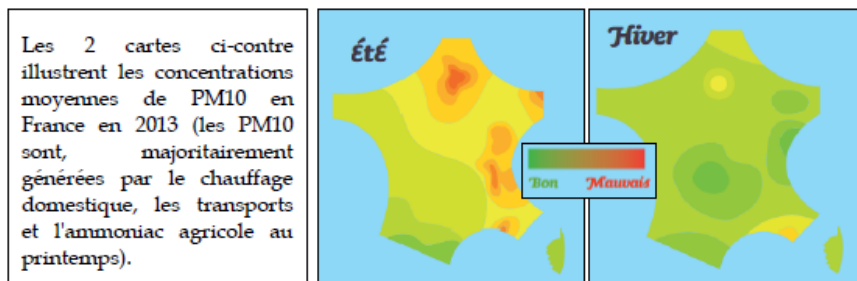 Les 2 cartes ci-contre
illustrent les concentrations
moyennes de PM10 en
France en 2013 (les PM10
sont, majoritairement
générées par le chauffage
domestique, les transports
et l'ammoniac agricole au
printemps).
été
Hiver
Bon Mauvais